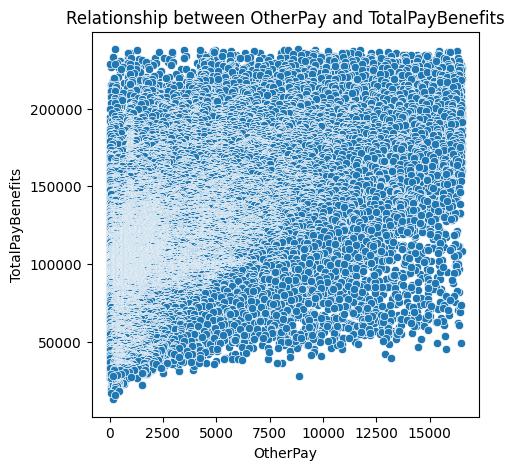 Relationship between OtherPay and TotalPayBenefits
TotalPayBenefits
200000
150000
100000
50000
0 2500 5000 7500 10000 12500 15000
OtherPay